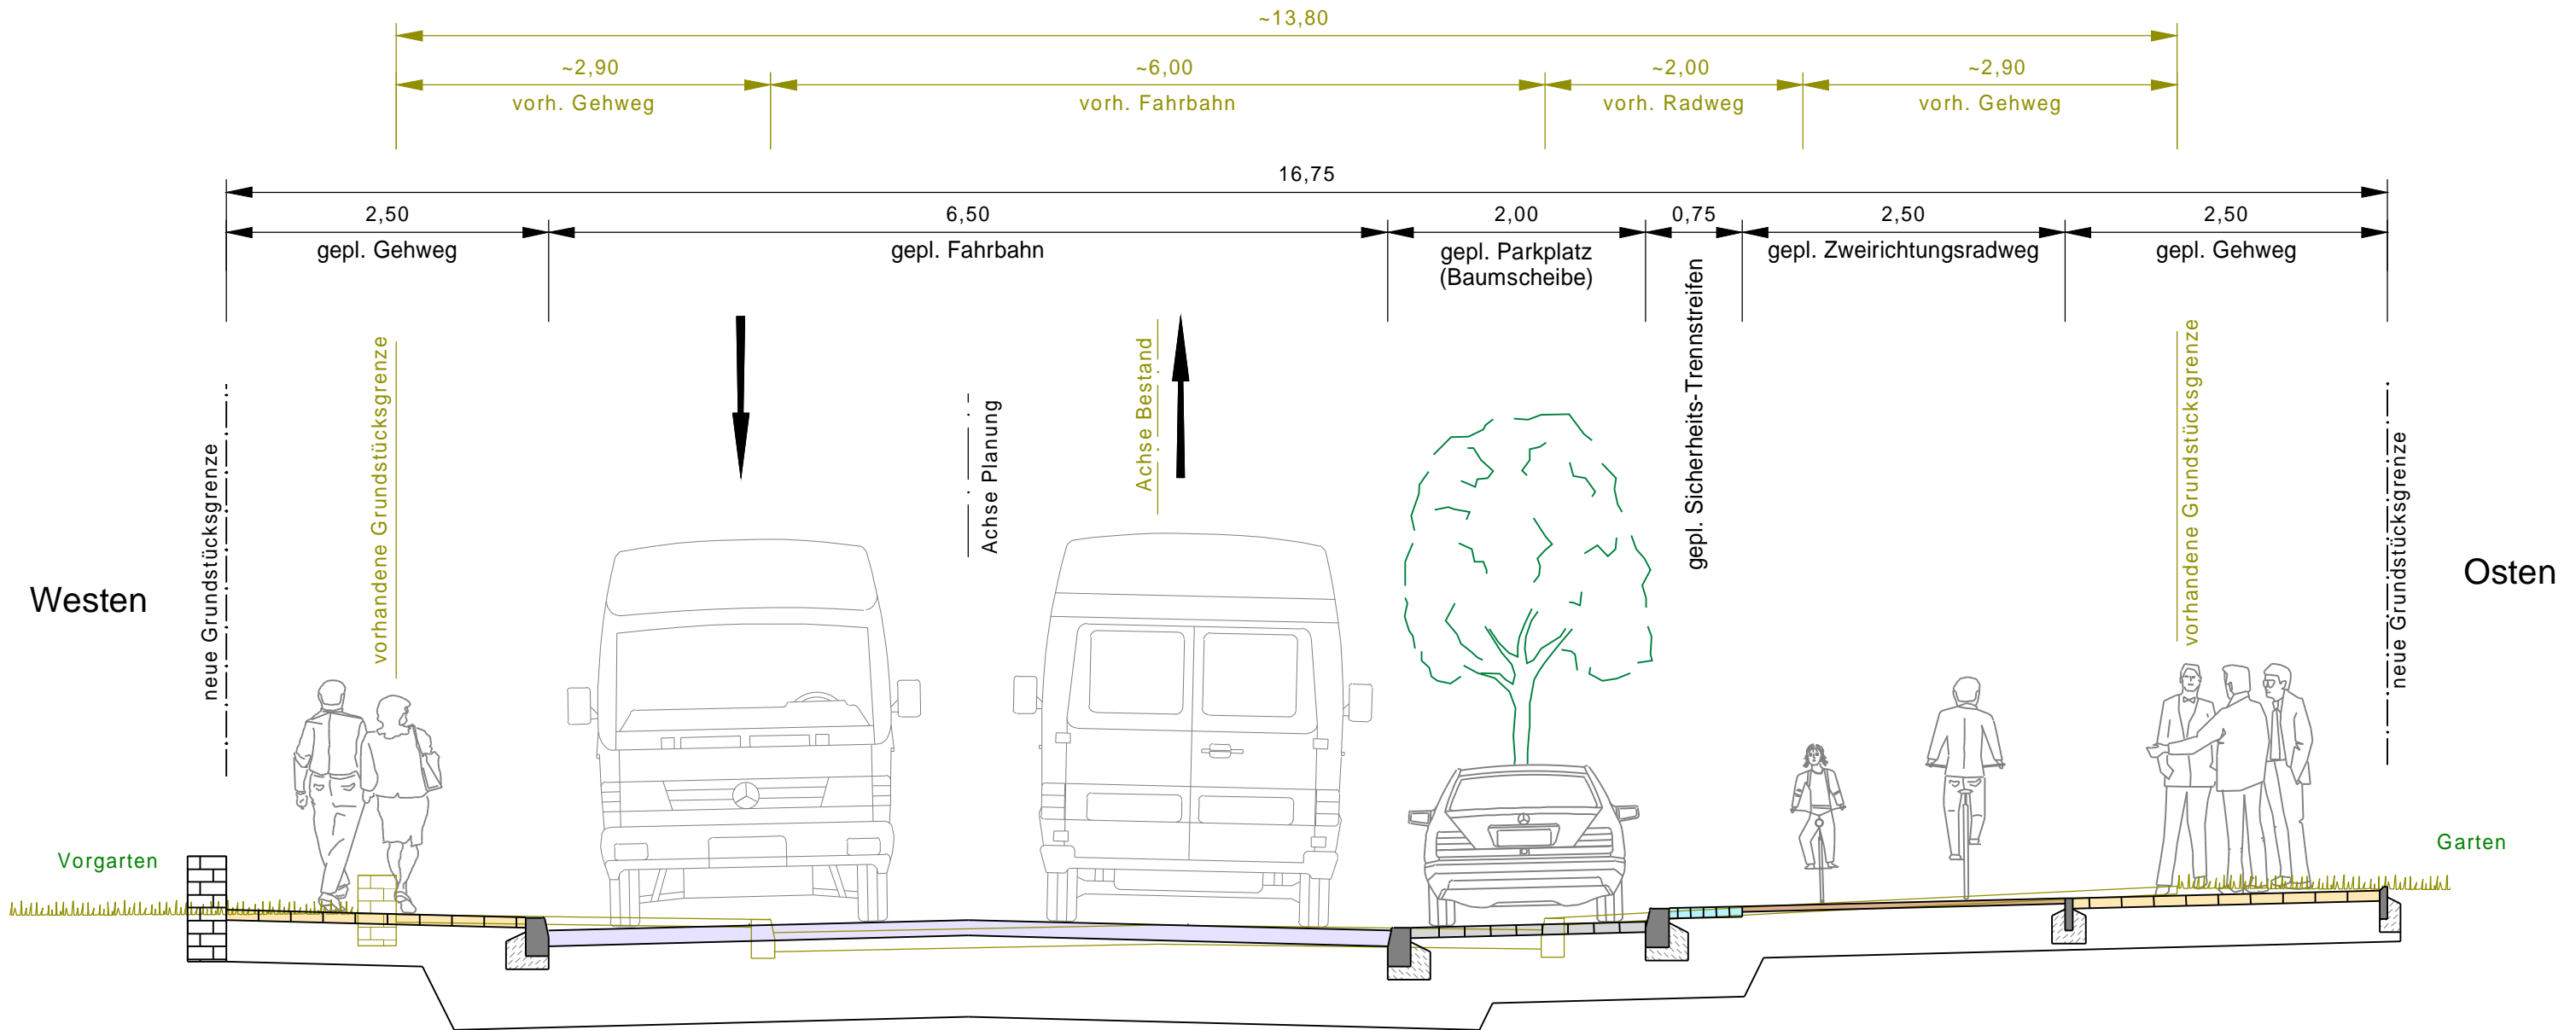 ~13,80
~2,90
~6,00
~2,00
~2,90
vorh. Gehweg
vorh. Fahrbahn
vorh. Radweg
vorh. Gehweg
16,75
2,50
6,50
2,00
0,75
2,50
2,50
gepl. Gehweg
gepl. Fahrbahn
gepl. Parkplatz
(Baumscheibe)
gepl. Sicherheits-Trennstreifen
gepl. Zweirichtungsradweg
gepl. Gehweg
neue Grundstücksgrenze
vorhandene Grundstücksgrenze
Achse Planung
Achse Bestand
vorhandene Grundstücksgrenze
neue Grundstücksgrenze
Westen
Osten
Vorgarten
Garten